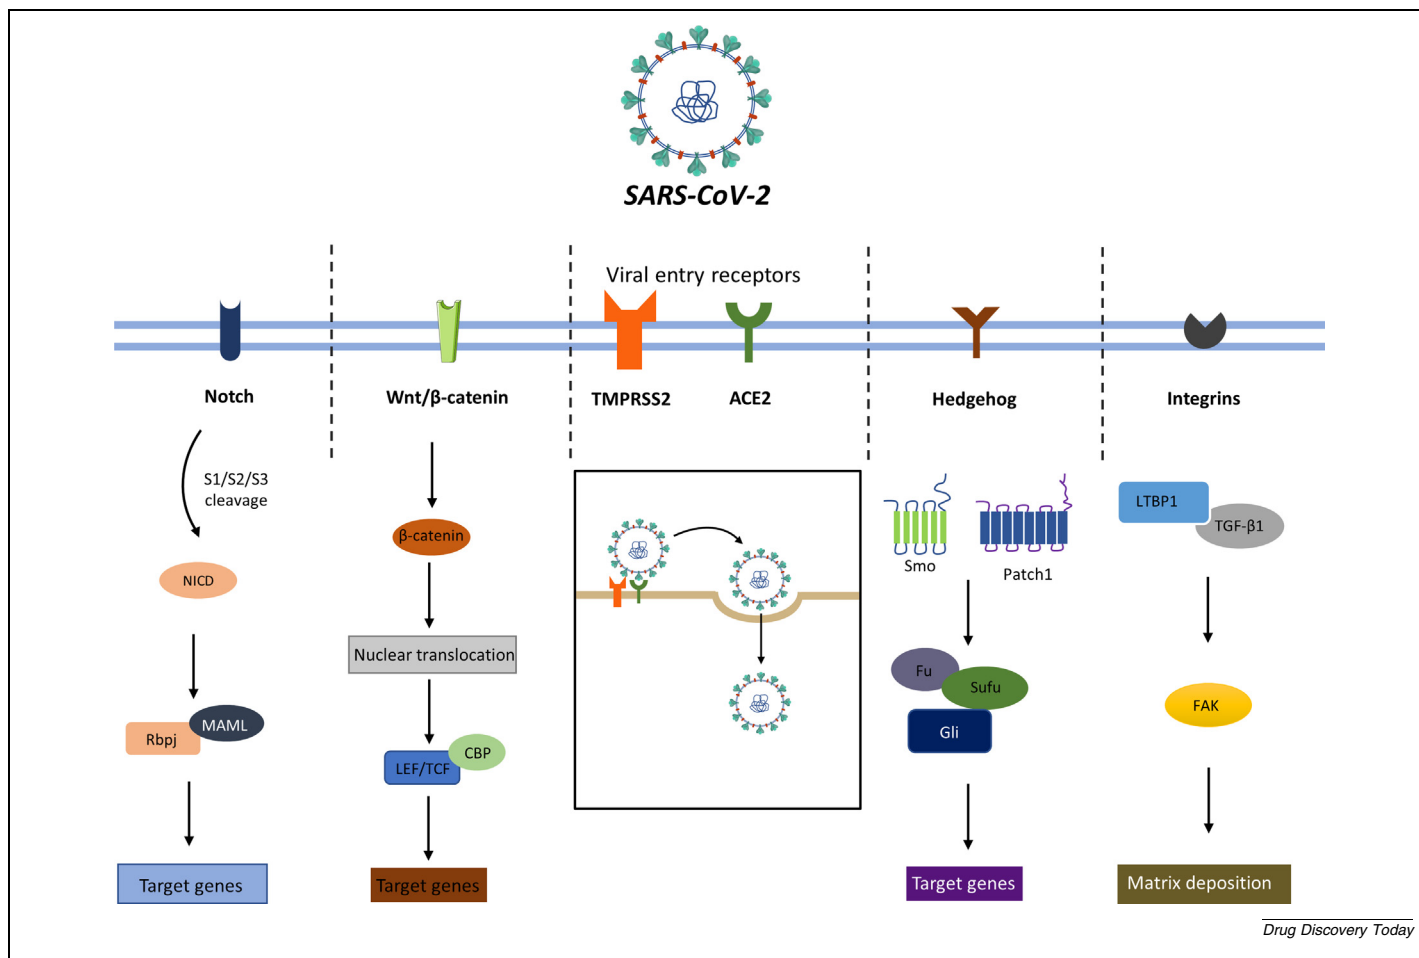 SARS-CoV-2
Viral entry receptors
Notch
Wnt/β-catenin
TMPRSS2
ACE2
Hedgehog
Integrins
S1/S2/S3
cleavage
NICD
Rbpj
MAML
Target genes
β-catenin
Nuclear translocation
LEF/TCF
CBP
Target genes
Smo
Patch1
Fu
Sufu
Gli
Target genes
LTBP1
TGF-β1
FAK
Matrix deposition
Drug Discovery Today